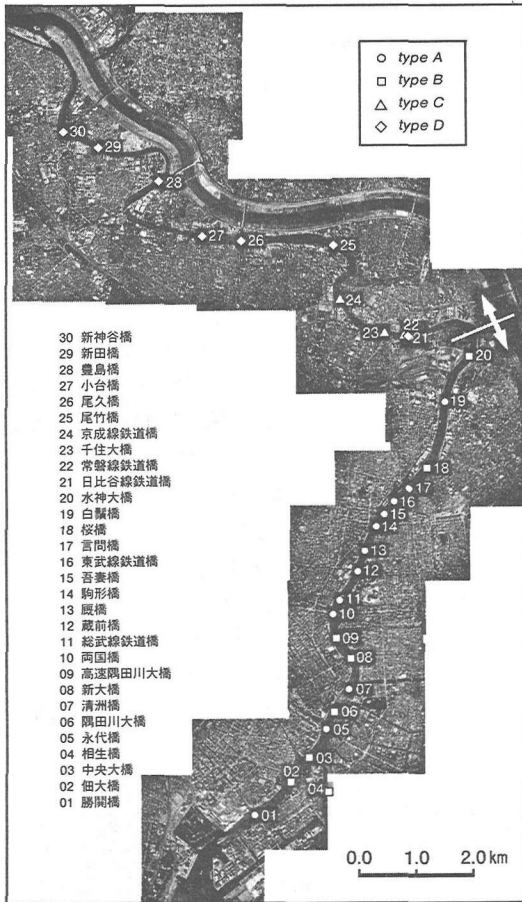 type A
type B
type C
type D
30
29
28
27
26
25
24
23
22
21
20
19
18
17
16
15
14
13
12
11
10
09
08
07
06
05
04
03
02
01
30 新神谷橋
29 新田橋
28 豊島橋
27 小台橋
26 尾久橋
25 尾竹橋
24 京成線鉄道橋
23 千住大橋
22 常磐線鉄道橋
21 日比谷線鉄道橋
20 水神大橋
19 白鬚橋
18 桜橋
17 言問橋
16 東武線鉄道橋
15 吾妻橋
14 駒形橋
13 厩橋
12 蔵前橋
11 総武線鉄道橋
10 両国橋
09 高速隅田川大橋
08 新大橋
07 清洲橋
06 隅田川大橋
05 永代橋
04 相生橋
03 中央大橋
02 佃大橋
01 勝鬨橋
0.0 1.0 2.0 km